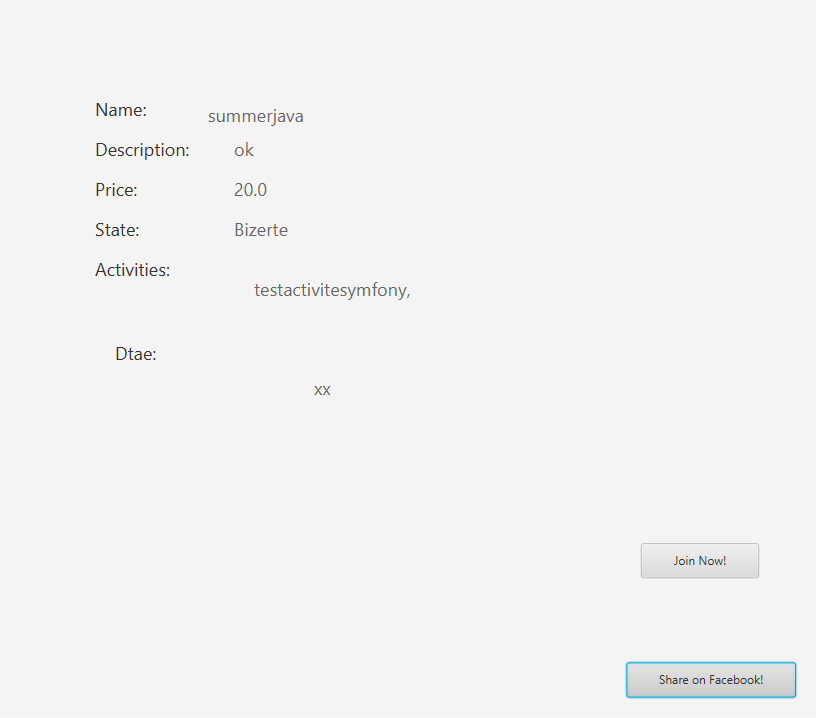 Name: summerjava
Description: ok
Price: 20.0
State: Bizerte
Activities:
testactivitesymfony,
Dtae:
xx
Join Now!
Share on Facebook!